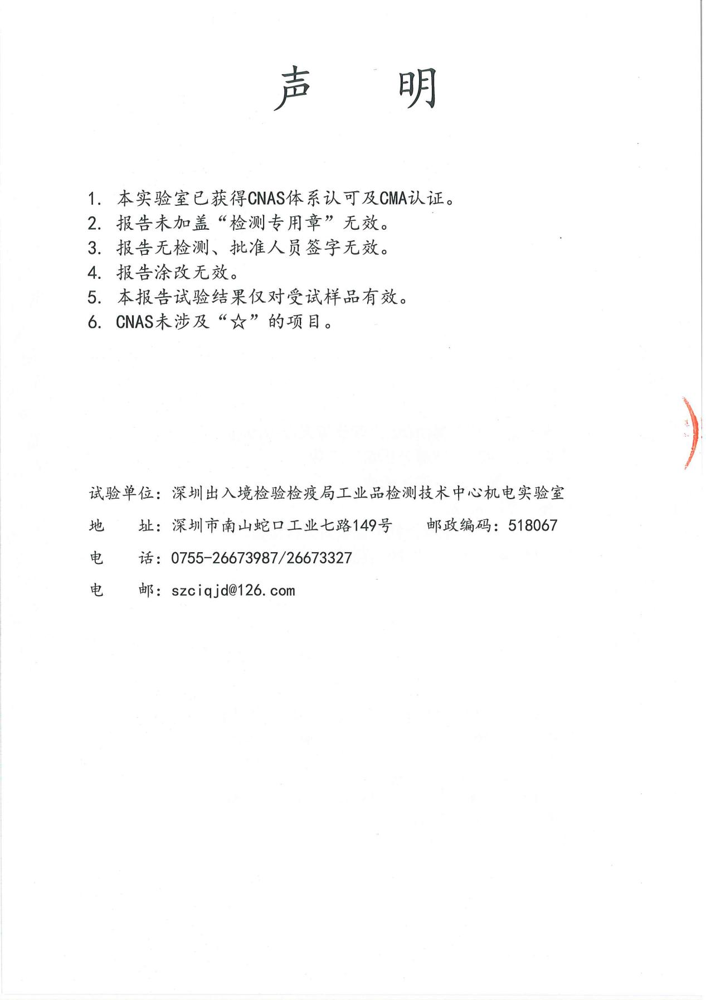 声 明
1. 本实验室已获得CNAS体系认可及CMA认证。
2. 报告未加盖“检测专用章”无效。
3. 报告无检测、批准人员签字无效。
4. 报告涂改无效。
5. 本报告试验结果仅对受试样品有效。
6. CNAS未涉及“☆”的项目。
试验单位：深圳出入境检验检疫局工业品检测技术中心机电实验室
地 址：深圳市南山蛇口工业七路149号 邮政编码：518067
电 话：0755-26673987/26673327
电 邮：szciqjd@126.com